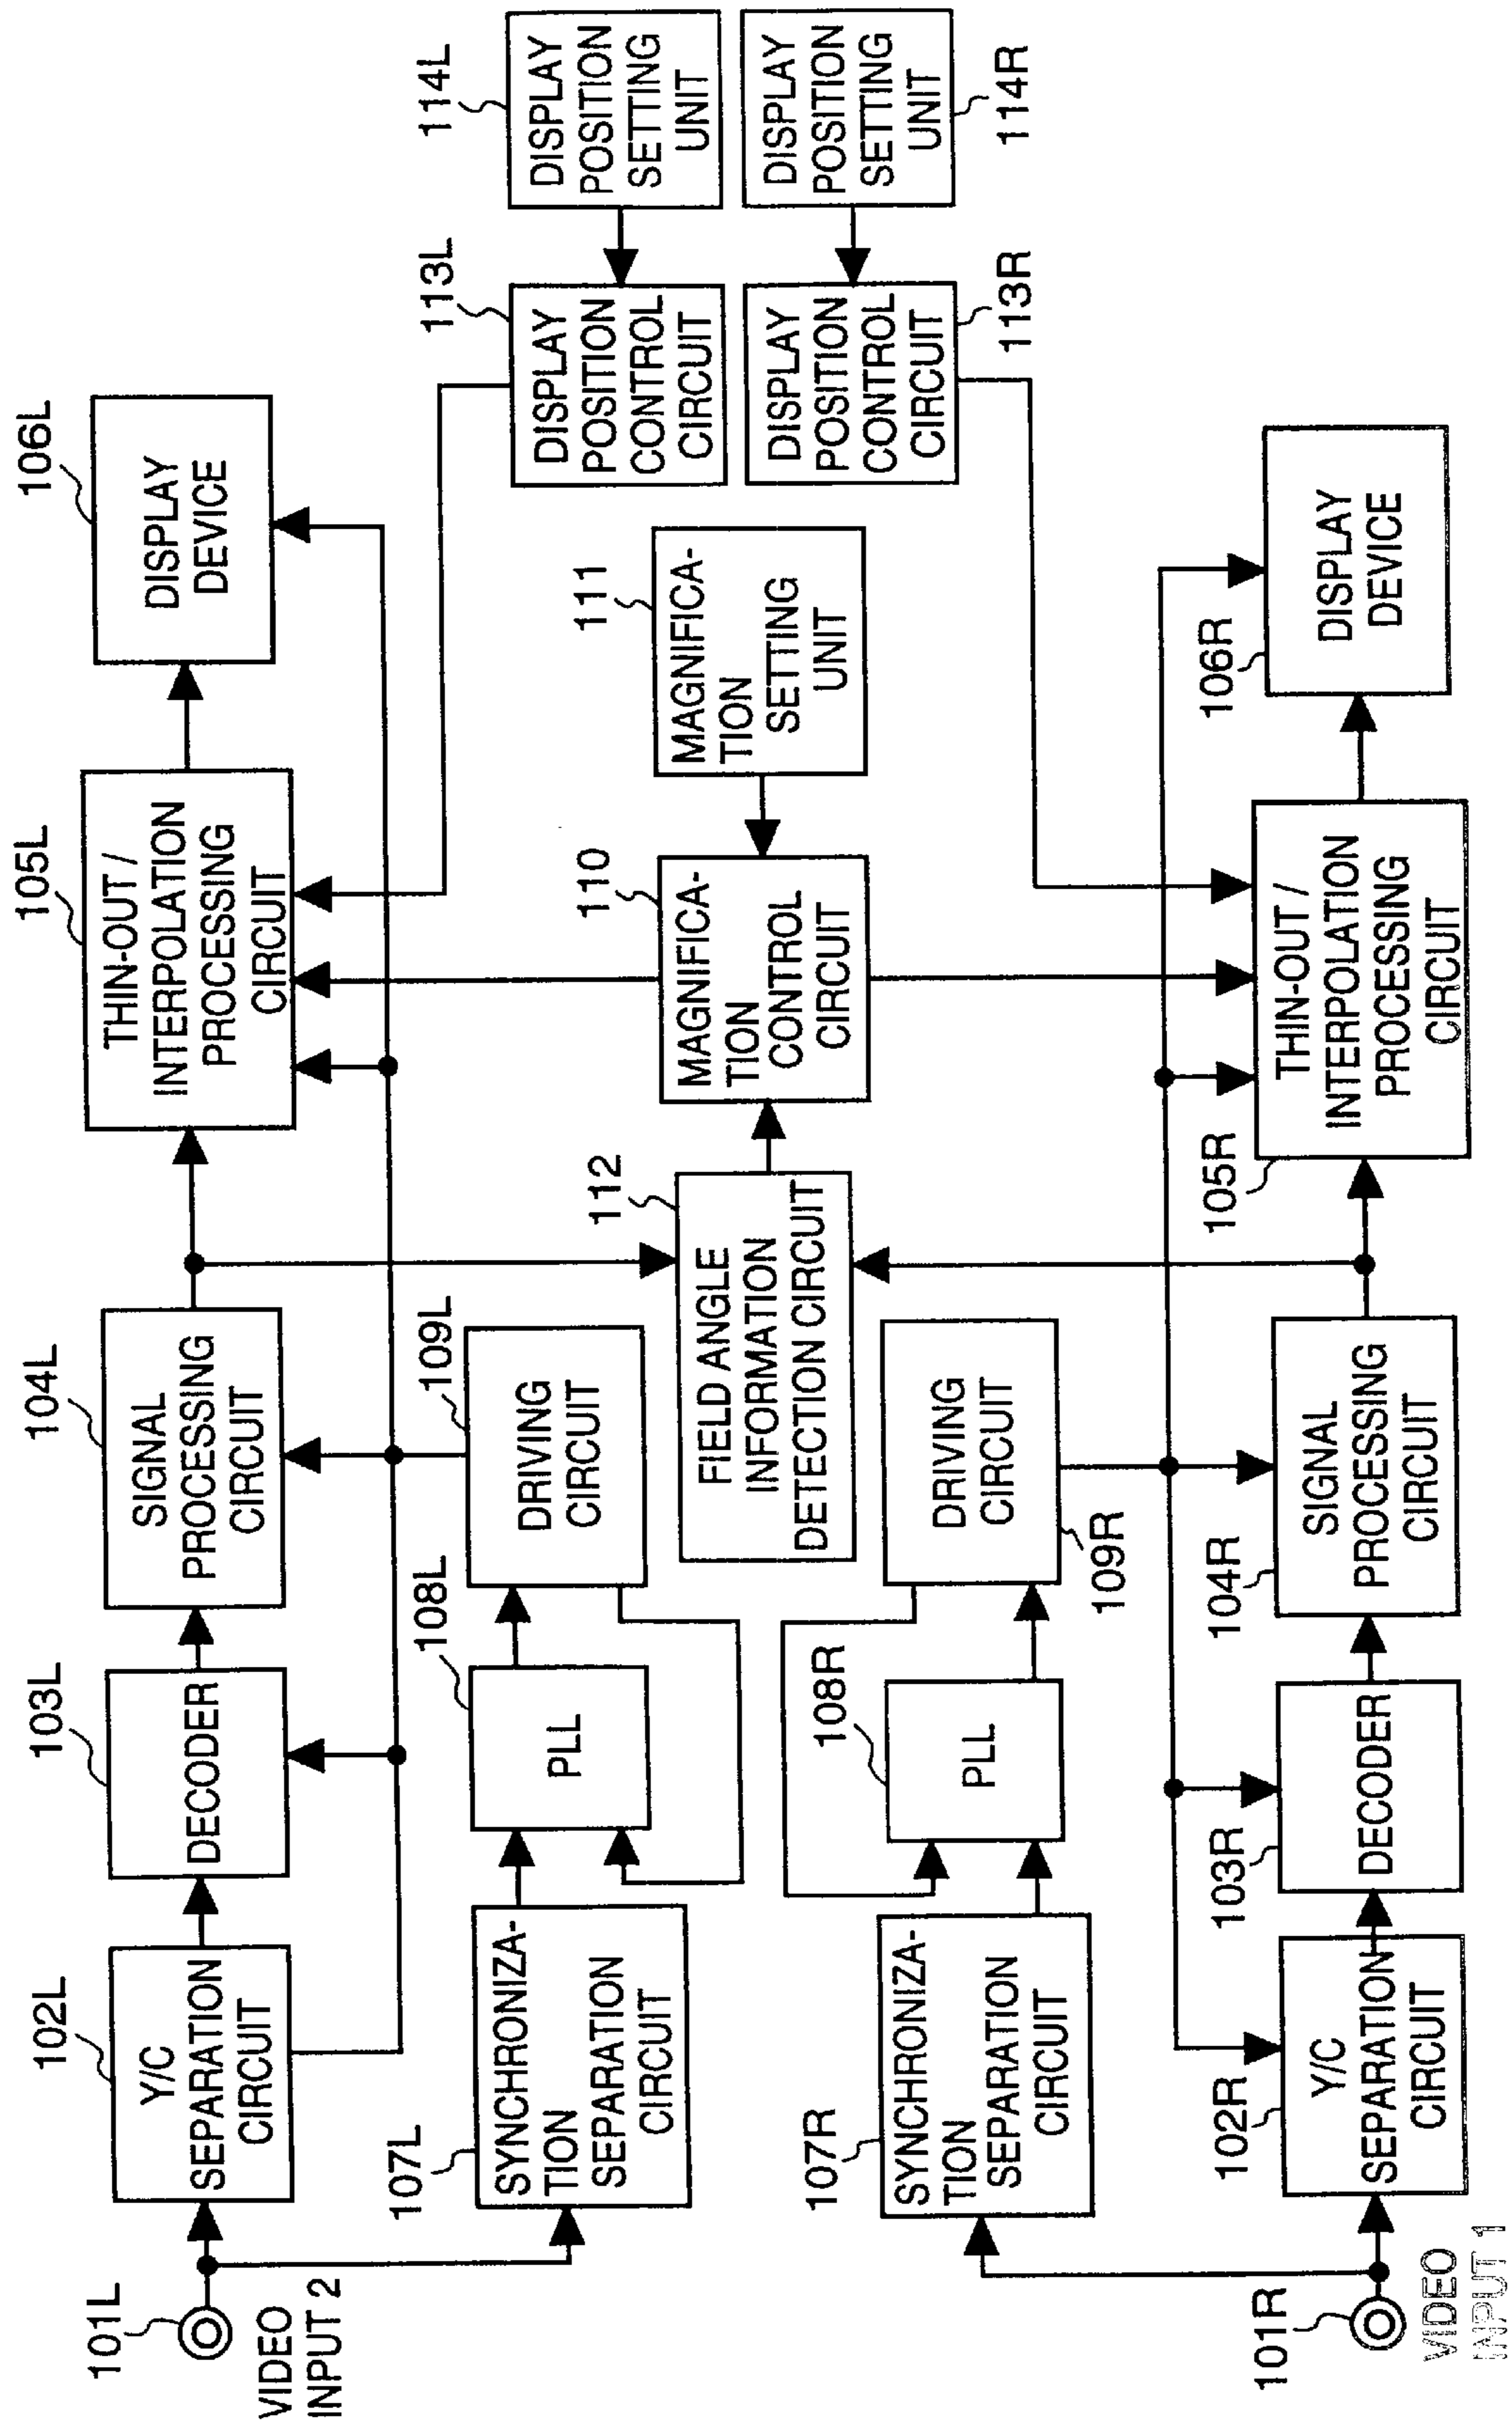 101L
VIDEO
INPUT 2
102L
Y/C
SEPARATION
CIRCUIT
103L
DECODER
104L
SIGNAL
PROCESSING
CIRCUIT
105L
THIN-OUT /
INTERPOLATION
PROCESSING
CIRCUIT
106L
DISPLAY
DEVICE
107L
SYNCHRONIZA-
TION
SEPARATION
CIRCUIT
108L
PLL
109L
DRIVING
CIRCUIT
112
FIELD ANGLE
INFORMATION
DETECTION CIRCUIT
110
MAGNIFICA-
TION
CONTROL
CIRCUIT
111
MAGNIFICA-
TION
SETTING
UNIT
113L
DISPLAY
POSITION
CONTROL
CIRCUIT
114L
DISPLAY
POSITION
SETTING
UNIT
DISPLAY
POSITION
CONTROL
CIRCUIT
113R
DISPLAY
POSITION
SETTING
UNIT
114R
107R
SYNCHRONIZA-
TION
SEPARATION
CIRCUIT
108R
PLL
DRIVING
CIRCUIT
109R
101R
VIDEO
INPUT 1
102R
Y/C
SEPARATION
CIRCUIT
103R
DECODER
104R
SIGNAL
PROCESSING
CIRCUIT
105R
THIN-OUT /
INTERPOLATION
PROCESSING
CIRCUIT
106R
DISPLAY
DEVICE